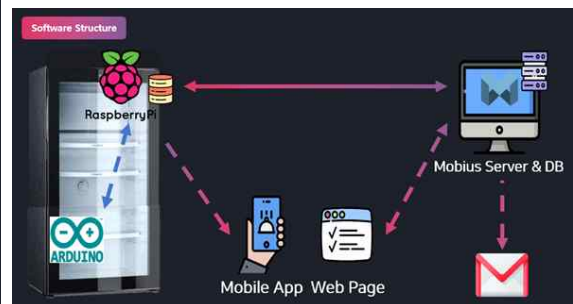 Software Structure
RaspberryPi
Mobius Server & DB
ARDUINO
Mobile App
Web Page